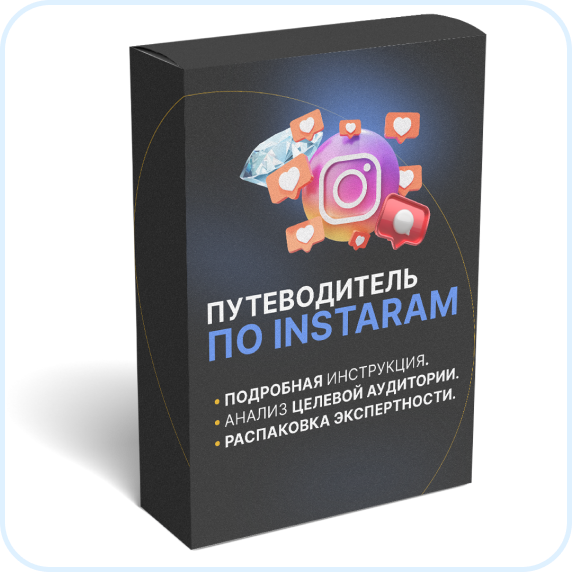 ПУТЕВОДИТЕЛЬ
ПО INSTARAM
• ПОДРОБНАЯ ИНСТРУКЦИЯ.
• АНАЛИЗ ЦЕЛЕВОЙ АУДИТОРИИ.
• РАСПАКОВКА ЭКСПЕРТНОСТИ.